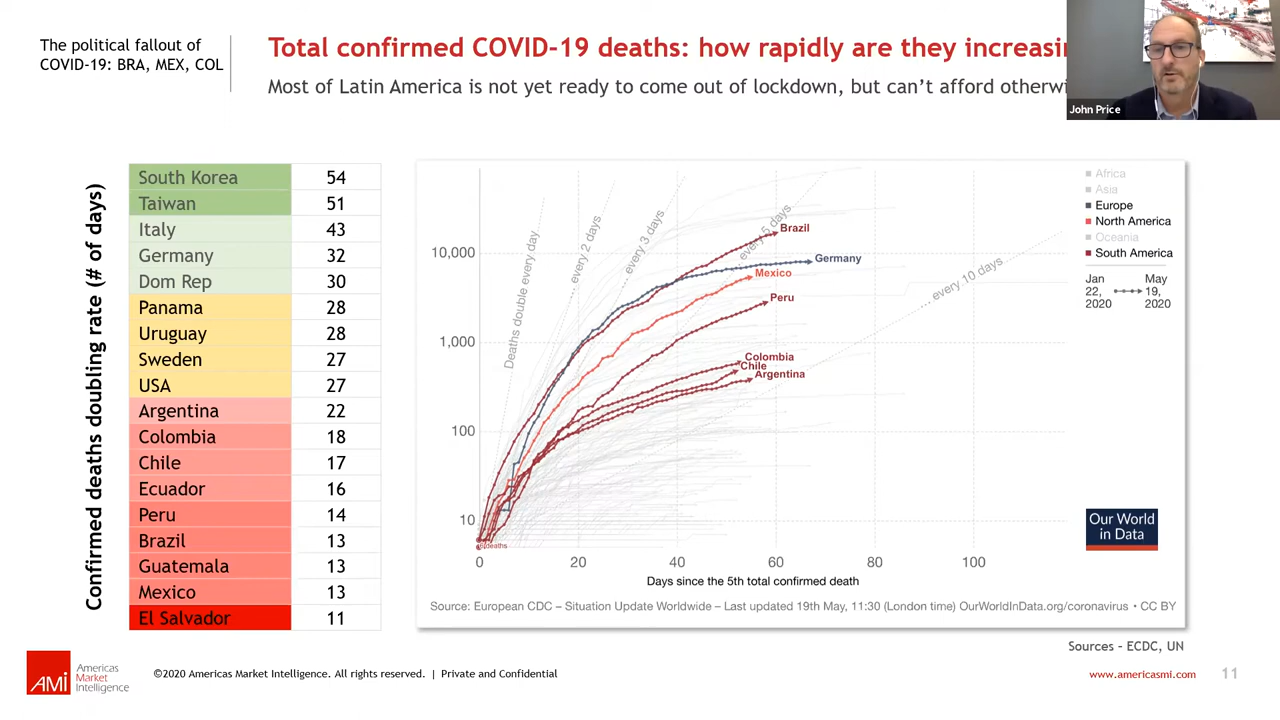 The political fallout of
COVID-19: BRA, MEX, COL
Total confirmed COVID-19 deaths: how rapidly are they
Most of Latin America is not yet ready to come out of lockdown, but can't afford
John Price
Confirmed deaths doubling rate (# of days)
South Korea 54
Taiwan 51
Italy 43
Germany 32
Dom Rep 30
Panama 28
Uruguay 28
Sweden 27
USA 27
Argentina 22
Colombia 18
Chile 17
Ecuador 16
Peru 14
Brazil 13
Guatemala 13
Mexico 13
El Salvador 11
10,000
1,000
100
10
0 20 40 60 80 100
Days since the 5th total confirmed death
Deaths double every day
every 2 days
every 3 days
every 5 days
every 10 days
Brazil
Germany
Mexico
Peru
Colombia
Chile
Argentina
Africa
Asia
Europe
North America
Oceania
South America
Jan
22,
2020
May
19,
2020
Our World
in Data
Source: European CDC – Situation Update Worldwide – Last updated 19th May, 11:30 (London time) OurWorldInData.org/coronavirus • CC BY
Sources - ECDC, UN
AMI
Americas
Market
Intelligence
©2020 Americas Market Intelligence. All rights reserved. | Private and Confidential
www.americasmi.com
11